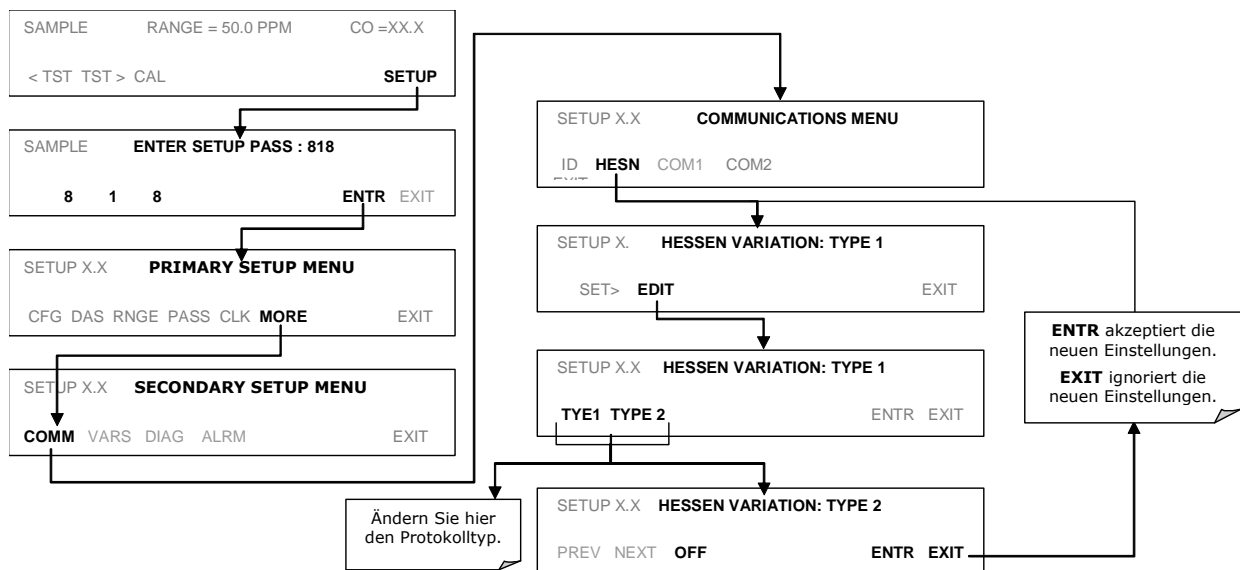 SAMPLE RANGE = 50.0 PPM CO =XX.X
< TST TST > CAL SETUP
SAMPLE ENTER SETUP PASS : 818
8 1 8 ENTR EXIT
SETUP X.X PRIMARY SETUP MENU
CFG DAS RNGE PASS CLK MORE EXIT
SETUP X.X SECONDARY SETUP MENU
COMM VARS DIAG ALRM EXIT
SETUP X.X COMMUNICATIONS MENU
ID HESN COM1 COM2
EXIT
SETUP X. HESSEN VARIATION: TYPE 1
SET> EDIT EXIT
SETUP X.X HESSEN VARIATION: TYPE 1
TYE1 TYPE 2 ENTR EXIT
Ändern Sie hier
den Protokolltyp.
SETUP X.X HESSEN VARIATION: TYPE 2
PREV NEXT OFF ENTR EXIT
ENTR akzeptiert die
neuen Einstellungen.
EXIT ignoriert die
neuen Einstellungen.